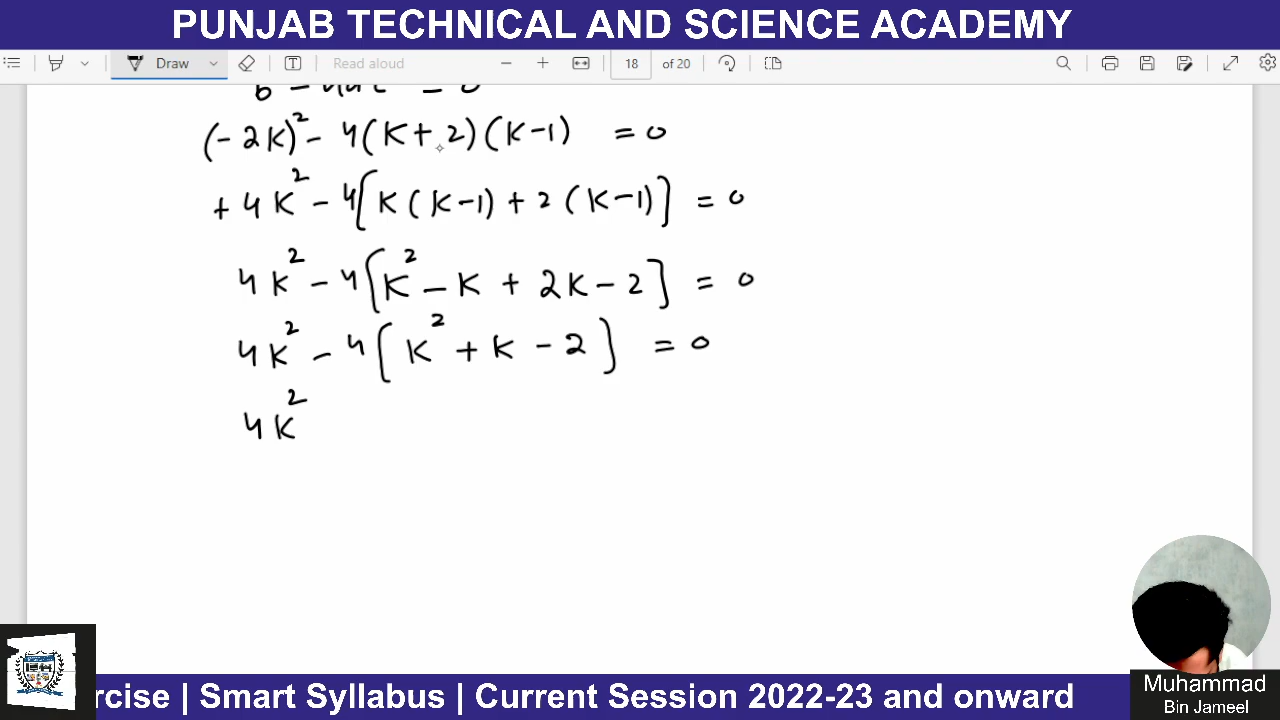 PUNJAB TECHNICAL AND SCIENCE ACADEMY
Draw Read aloud 18 of 20
(-2K)² - 4(K+2)(K-1) = 0
+4K² - 4[K(K-1) + 2(K-1)] = 0
4K² - 4[K² - K + 2K - 2] = 0
4K² - 4[K² + K - 2] = 0
4K²
Muhammad
Bin Jameel
rcise | Smart Syllabus | Current Session 2022-23 and onward